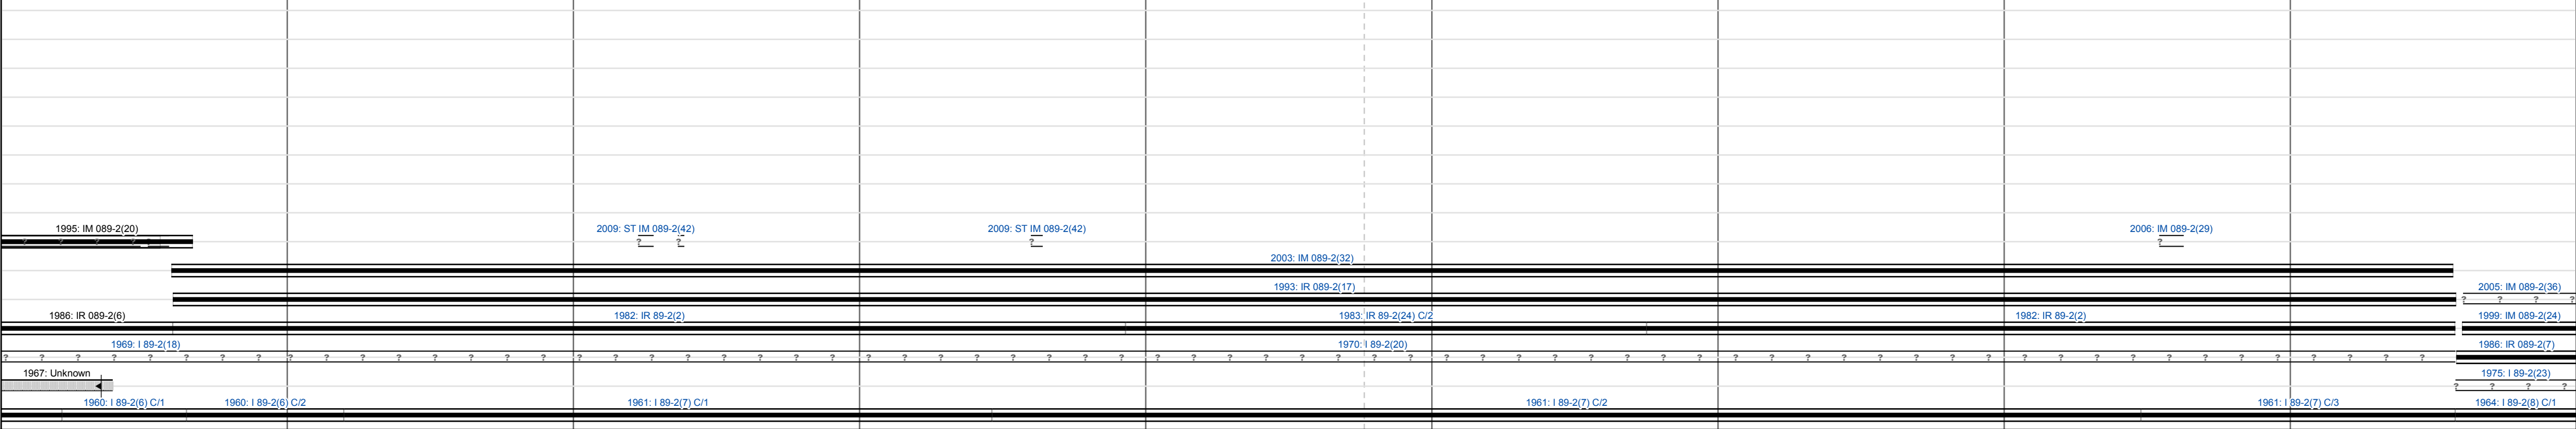 1995: IM 089-2(20) 2009: ST IM 089-2(42) 2009: ST IM 089-2(42) 2006: IM 089-2(29)
? ? ? ? ? ? ? ?
2003: IM 089-2(32)
1993: IR 089-2(17) 2005: IM 089-2(36)
? ? ? ?
1986: IR 089-2(6) 1982: IR 89-2(2) 1983: IR 89-2(24) C/2 1982: IR 89-2(2) 1999: IM 089-2(24)
1969: I 89-2(18) 1970: I 89-2(20) 1986: IR 089-2(7)
? ? ? ? ? ? ? ? ? ? ? ? ? ? ? ? ? ? ? ? ? ? ? ? ? ? ? ? ? ? ? ? ? ? ? ? ? ? ? ? ? ? ? ? ? ? ? ? ? ? ? ? ? ? ? ? ? ? ? ? ? ? ? ? ? ? ? ?
1967: Unknown 1975: I 89-2(23)
? ? ? ?
1960: I 89-2(6) C/1 1960: I 89-2(6) C/2 1961: I 89-2(7) C/1 1961: I 89-2(7) C/2 1961: I 89-2(7) C/3 1964: I 89-2(8) C/1